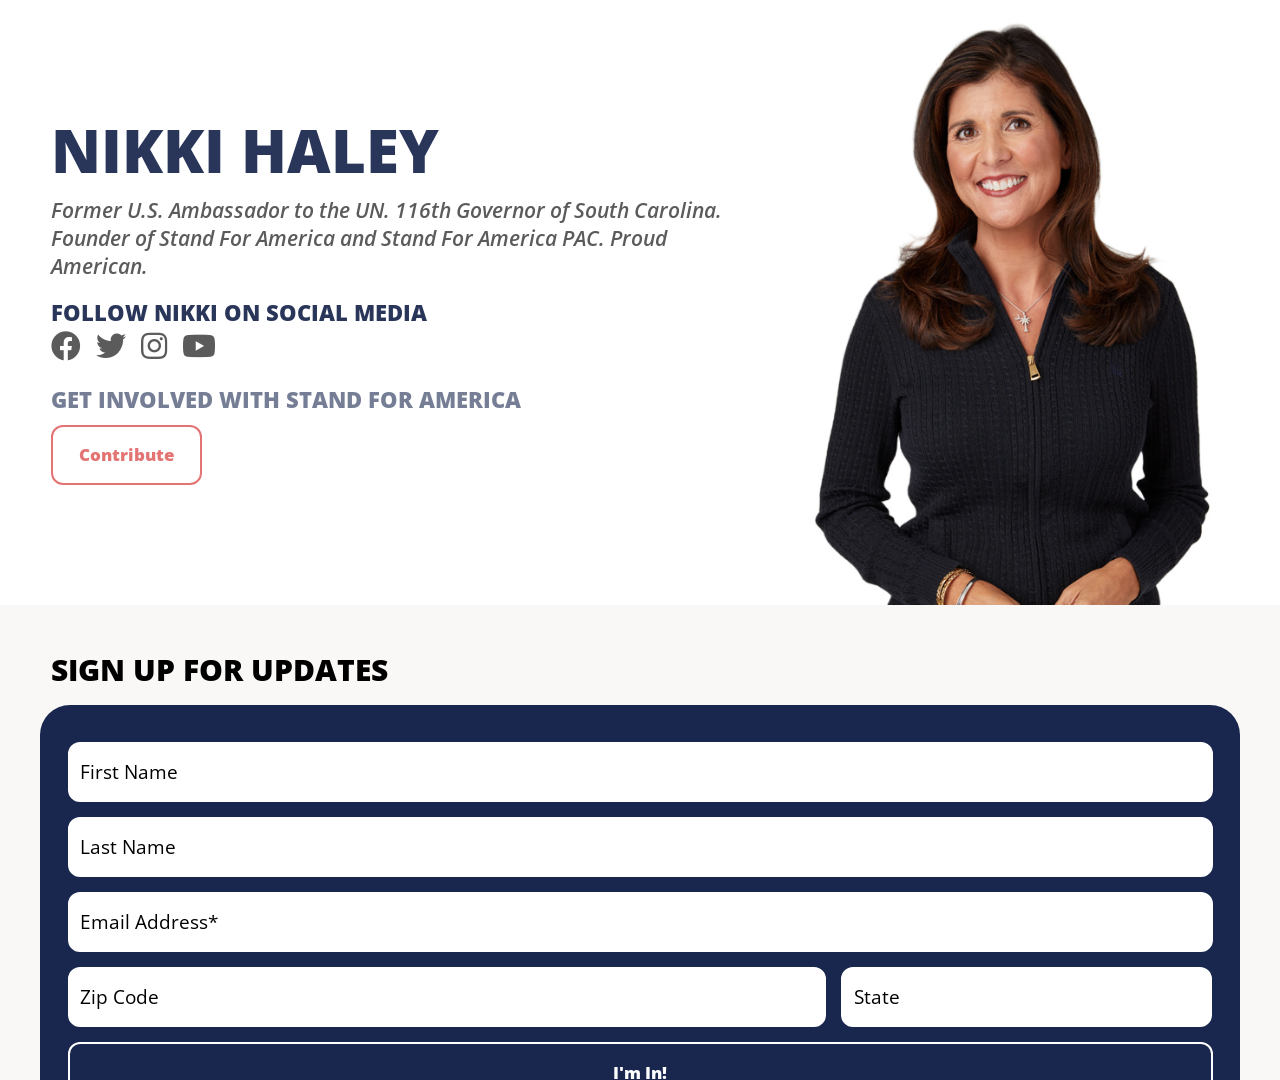 NIKKI HALEY
Former U.S. Ambassador to the UN. 116th Governor of South Carolina.
Founder of Stand For America and Stand For America PAC. Proud
American.
FOLLOW NIKKI ON SOCIAL MEDIA
GET INVOLVED WITH STAND FOR AMERICA
Contribute
SIGN UP FOR UPDATES
First Name
Last Name
Email Address*
Zip Code
State
I'm In!